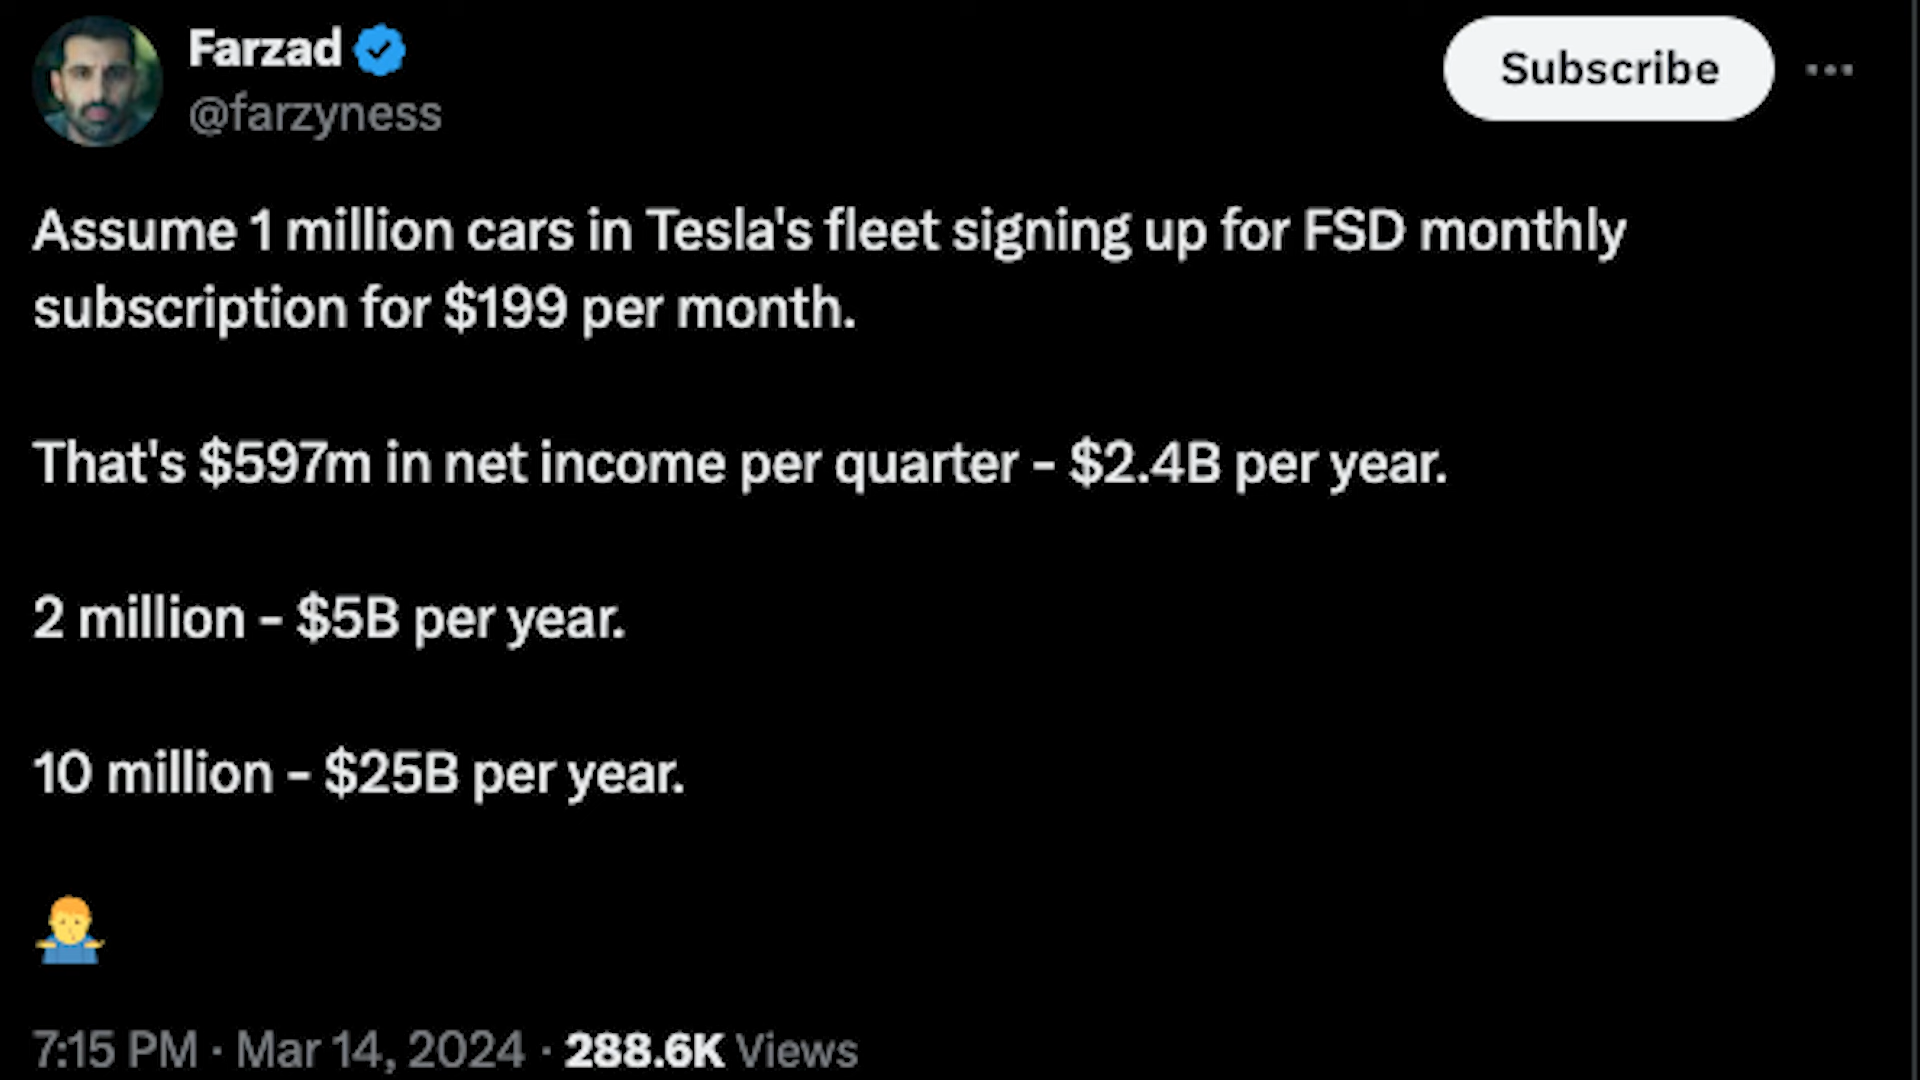 Farzad
@farzyness
Subscribe
Assume 1 million cars in Tesla's fleet signing up for FSD monthly
subscription for $199 per month.
That's $597m in net income per quarter - $2.4B per year.
2 million - $5B per year.
10 million - $25B per year.
7:15 PM · Mar 14, 2024 · 288.6K Views